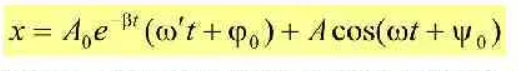 x = A₀e^{-βt}(ω't + φ₀) + A cos(ωt + ψ₀)